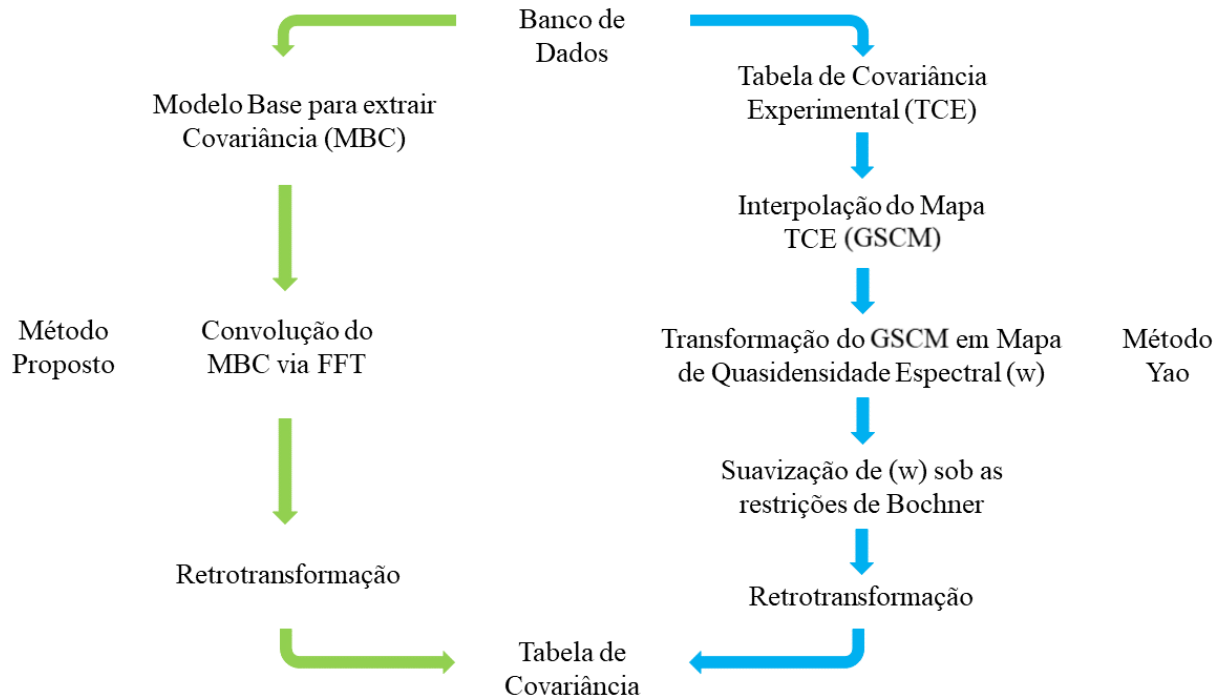 Banco de
Dados
Modelo Base para extrair
Covariância (MBC)
Tabela de Covariância
Experimental (TCE)
Interpolação do Mapa
TCE (GSCM)
Método
Proposto
Convolução do
MBC via FFT
Transformação do GSCM em Mapa
de Quasidensidade Espectral (w)
Método
Yao
Suavização de (w) sob as
restrições de Bochner
Retrotransformação
Retrotransformação
Tabela de
Covariância